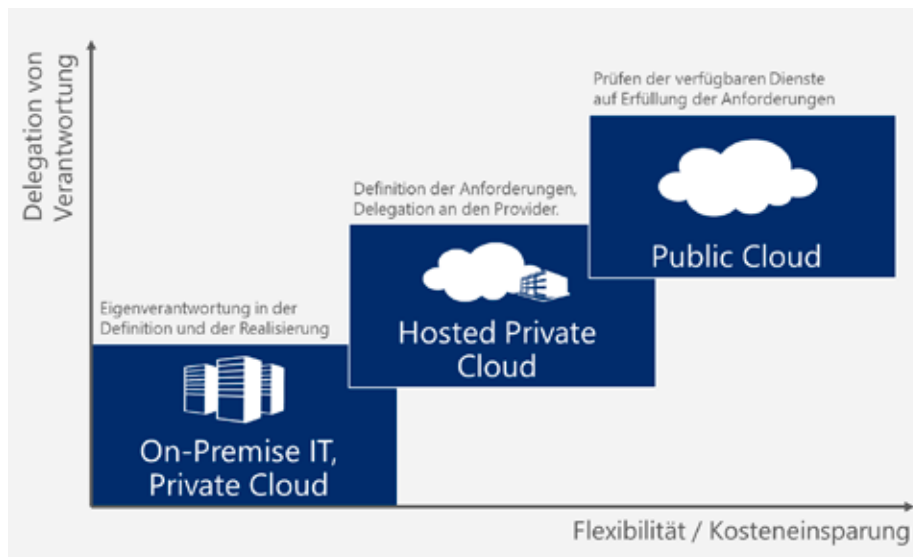 Delegation von
Verantwortung
Prüfen der verfügbaren Dienste
auf Erfüllung der Anforderungen
Public Cloud
Definition der Anforderungen,
Delegation an den Provider.
Hosted Private
Cloud
Eigenverantwortung in der
Definition und der Realisierung
On-Premise IT,
Private Cloud
Flexibilität / Kosteneinsparung